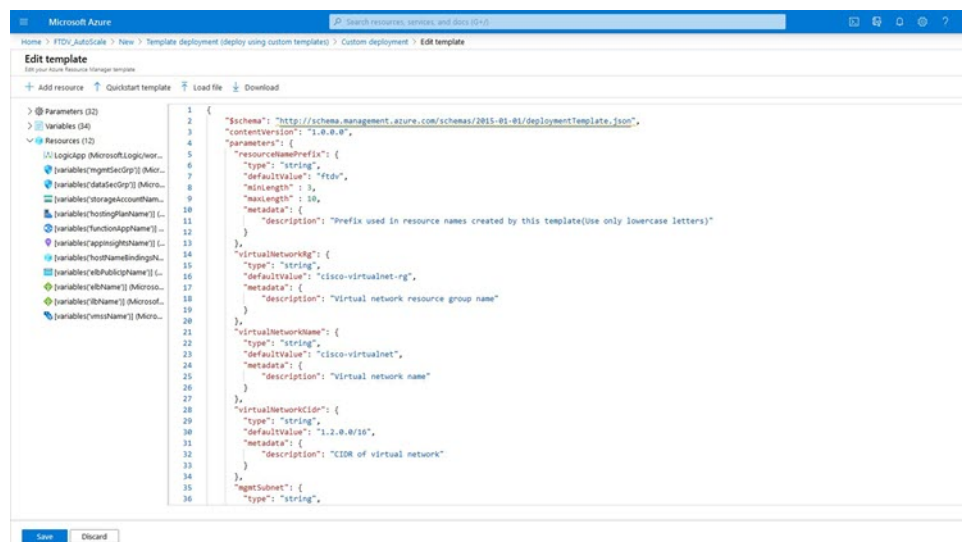 Microsoft Azure
Search resources, services, and docs (G+/)
Home > FTDV_AutoScale > New > Template deployment (deploy using custom templates) > Custom deployment > Edit template
Edit template
Edit your Azure Resource Manager template
+ Add resource ↑ Quickstart template Load file Download
> Parameters (32)
> Variables (34)
Resources (12)
LogicApp (Microsoft.Logic/wor...
[variables('mgmtSecGrp')] (Micr...
[variables('dataSecGrp')] (Micro...
[variables('storageAccountNam...
[variables('hostingPlanName')] (...
[variables('functionAppName')] ...
[variables('appInsightsName')] (...
[variables('hostNameBindingsN...
[variables('elbPublicIpName')] (...
[variables('elbName')] (Microso...
[variables('ilbName')] (Microsof...
[variables('vmssName')] (Micro...
1 {
2 "$schema": "http://schema.management.azure.com/schemas/2015-01-01/deploymentTemplate.json",
3 "contentVersion": "1.0.0.0",
4 "parameters": {
5 "resourceNamePrefix": {
6 "type": "string",
7 "defaultValue": "ftdv",
8 "minLength" : 3,
9 "maxLength" : 10,
10 "metadata": {
11 "description": "Prefix used in resource names created by this template(Use only lowercase letters)"
12 }
13 },
14 "virtualNetworkRg": {
15 "type": "string",
16 "defaultValue": "cisco-virtualnet-rg",
17 "metadata": {
18 "description": "Virtual network resource group name"
19 }
20 },
21 "virtualNetworkName": {
22 "type": "string",
23 "defaultValue": "cisco-virtualnet",
24 "metadata": {
25 "description": "Virtual network name"
26 }
27 },
28 "virtualNetworkCidr": {
29 "type": "string",
30 "defaultValue": "1.2.0.0/16",
31 "metadata": {
32 "description": "CIDR of virtual network"
33 }
34 },
35 "mgmtSubnet": {
36 "type": "string",
Save Discard